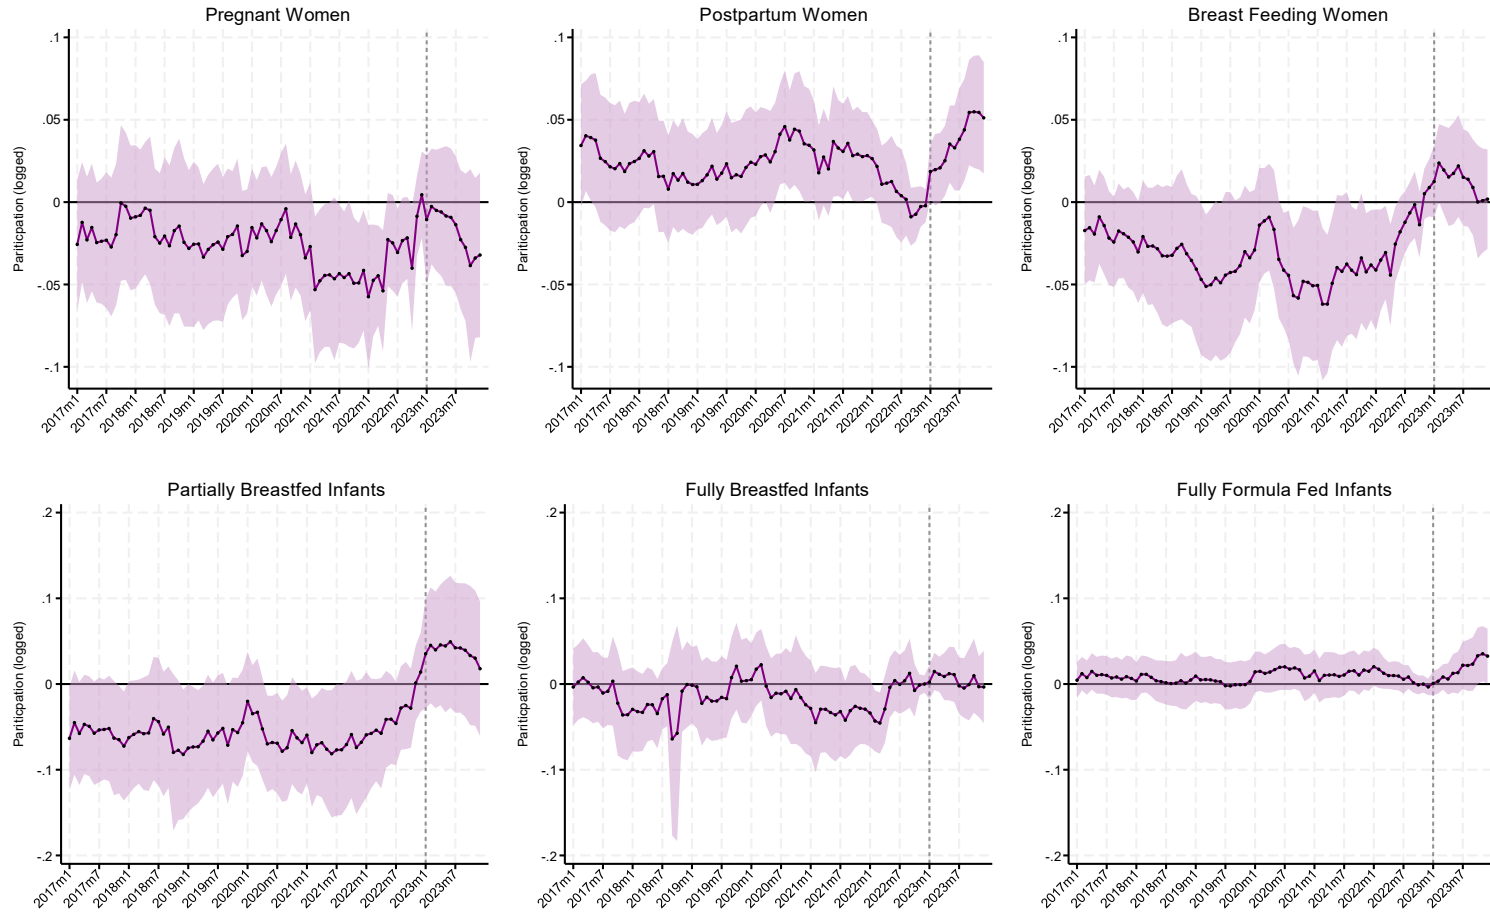 Pregnant Women
Pariticpation (logged)
.1
.05
0
-.05
-.1
2017m1
2017m7
2018m1
2018m7
2019m1
2019m7
2020m1
2020m7
2021m1
2021m7
2022m1
2022m7
2023m1
2023m7
Postpartum Women
Pariticpation (logged)
.1
.05
0
-.05
-.1
2017m1
2017m7
2018m1
2018m7
2019m1
2019m7
2020m1
2020m7
2021m1
2021m7
2022m1
2022m7
2023m1
2023m7
Breast Feeding Women
Pariticpation (logged)
.1
.05
0
-.05
-.1
2017m1
2017m7
2018m1
2018m7
2019m1
2019m7
2020m1
2020m7
2021m1
2021m7
2022m1
2022m7
2023m1
2023m7
Partially Breastfed Infants
Pariticpation (logged)
.2
.1
0
-.1
-.2
2017m1
2017m7
2018m1
2018m7
2019m1
2019m7
2020m1
2020m7
2021m1
2021m7
2022m1
2022m7
2023m1
2023m7
Fully Breastfed Infants
Pariticpation (logged)
.2
.1
0
-.1
-.2
2017m1
2017m7
2018m1
2018m7
2019m1
2019m7
2020m1
2020m7
2021m1
2021m7
2022m1
2022m7
2023m1
2023m7
Fully Formula Fed Infants
Pariticpation (logged)
.2
.1
0
-.1
-.2
2017m1
2017m7
2018m1
2018m7
2019m1
2019m7
2020m1
2020m7
2021m1
2021m7
2022m1
2022m7
2023m1
2023m7